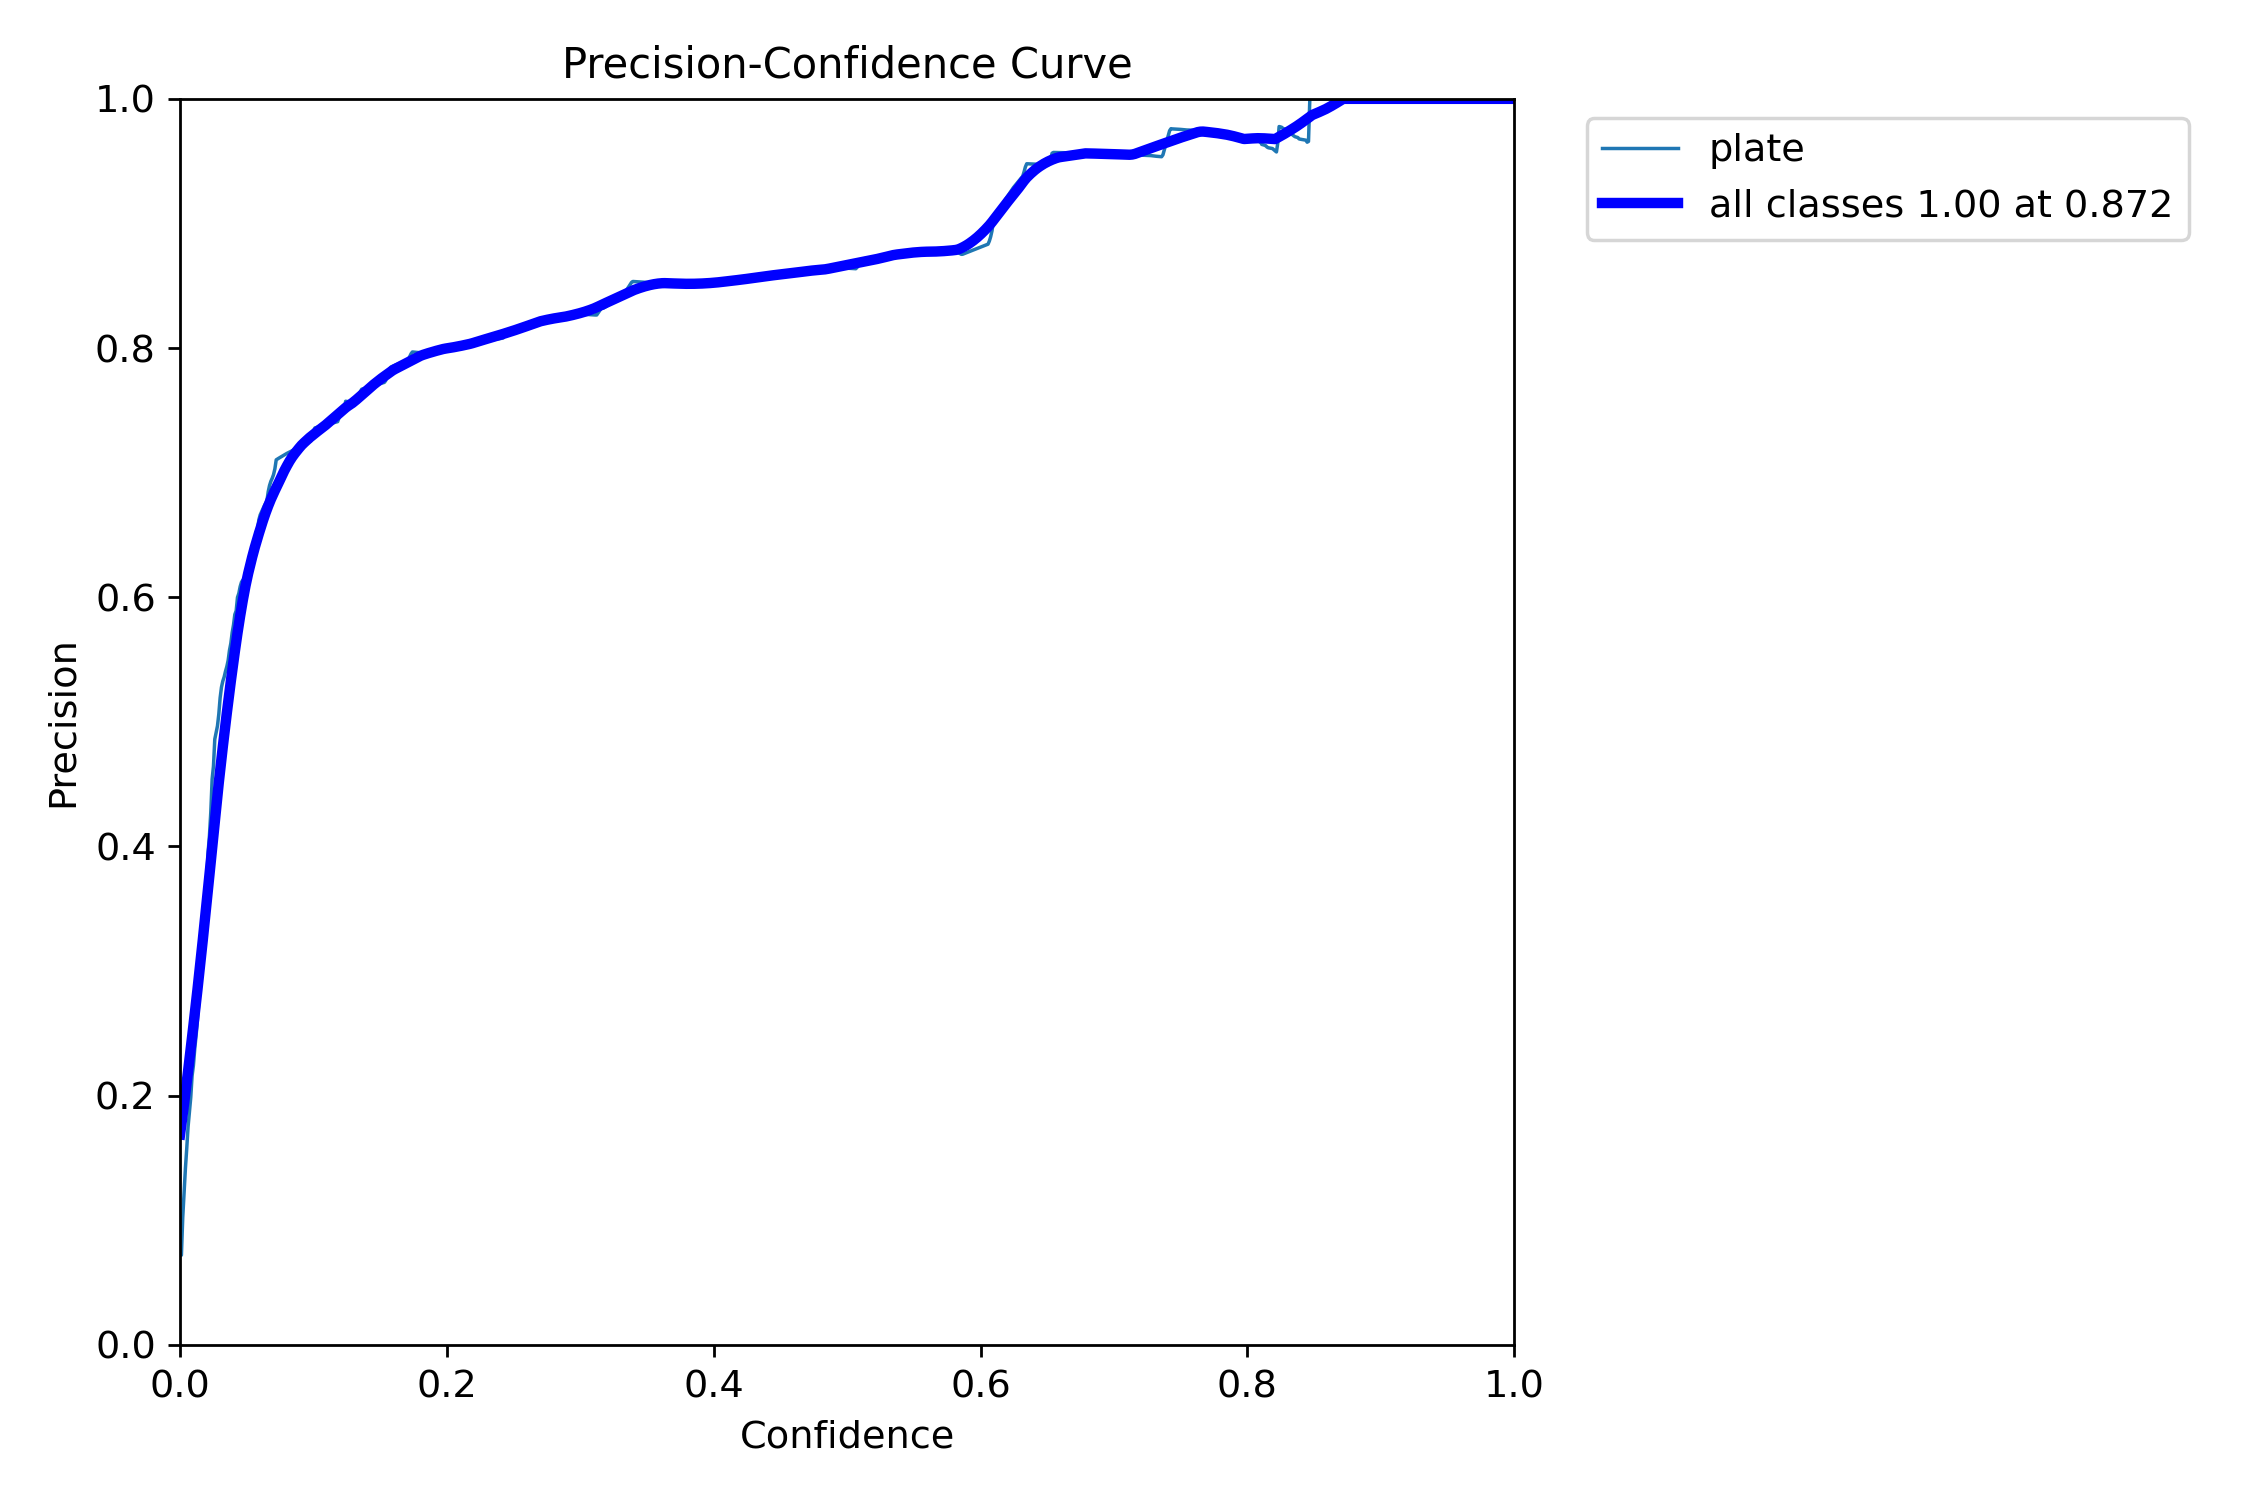 Precision-Confidence Curve
plate
all classes 1.00 at 0.872
Precision
1.0
0.8
0.6
0.4
0.2
0.0
0.0 0.2 0.4 0.6 0.8 1.0
Confidence